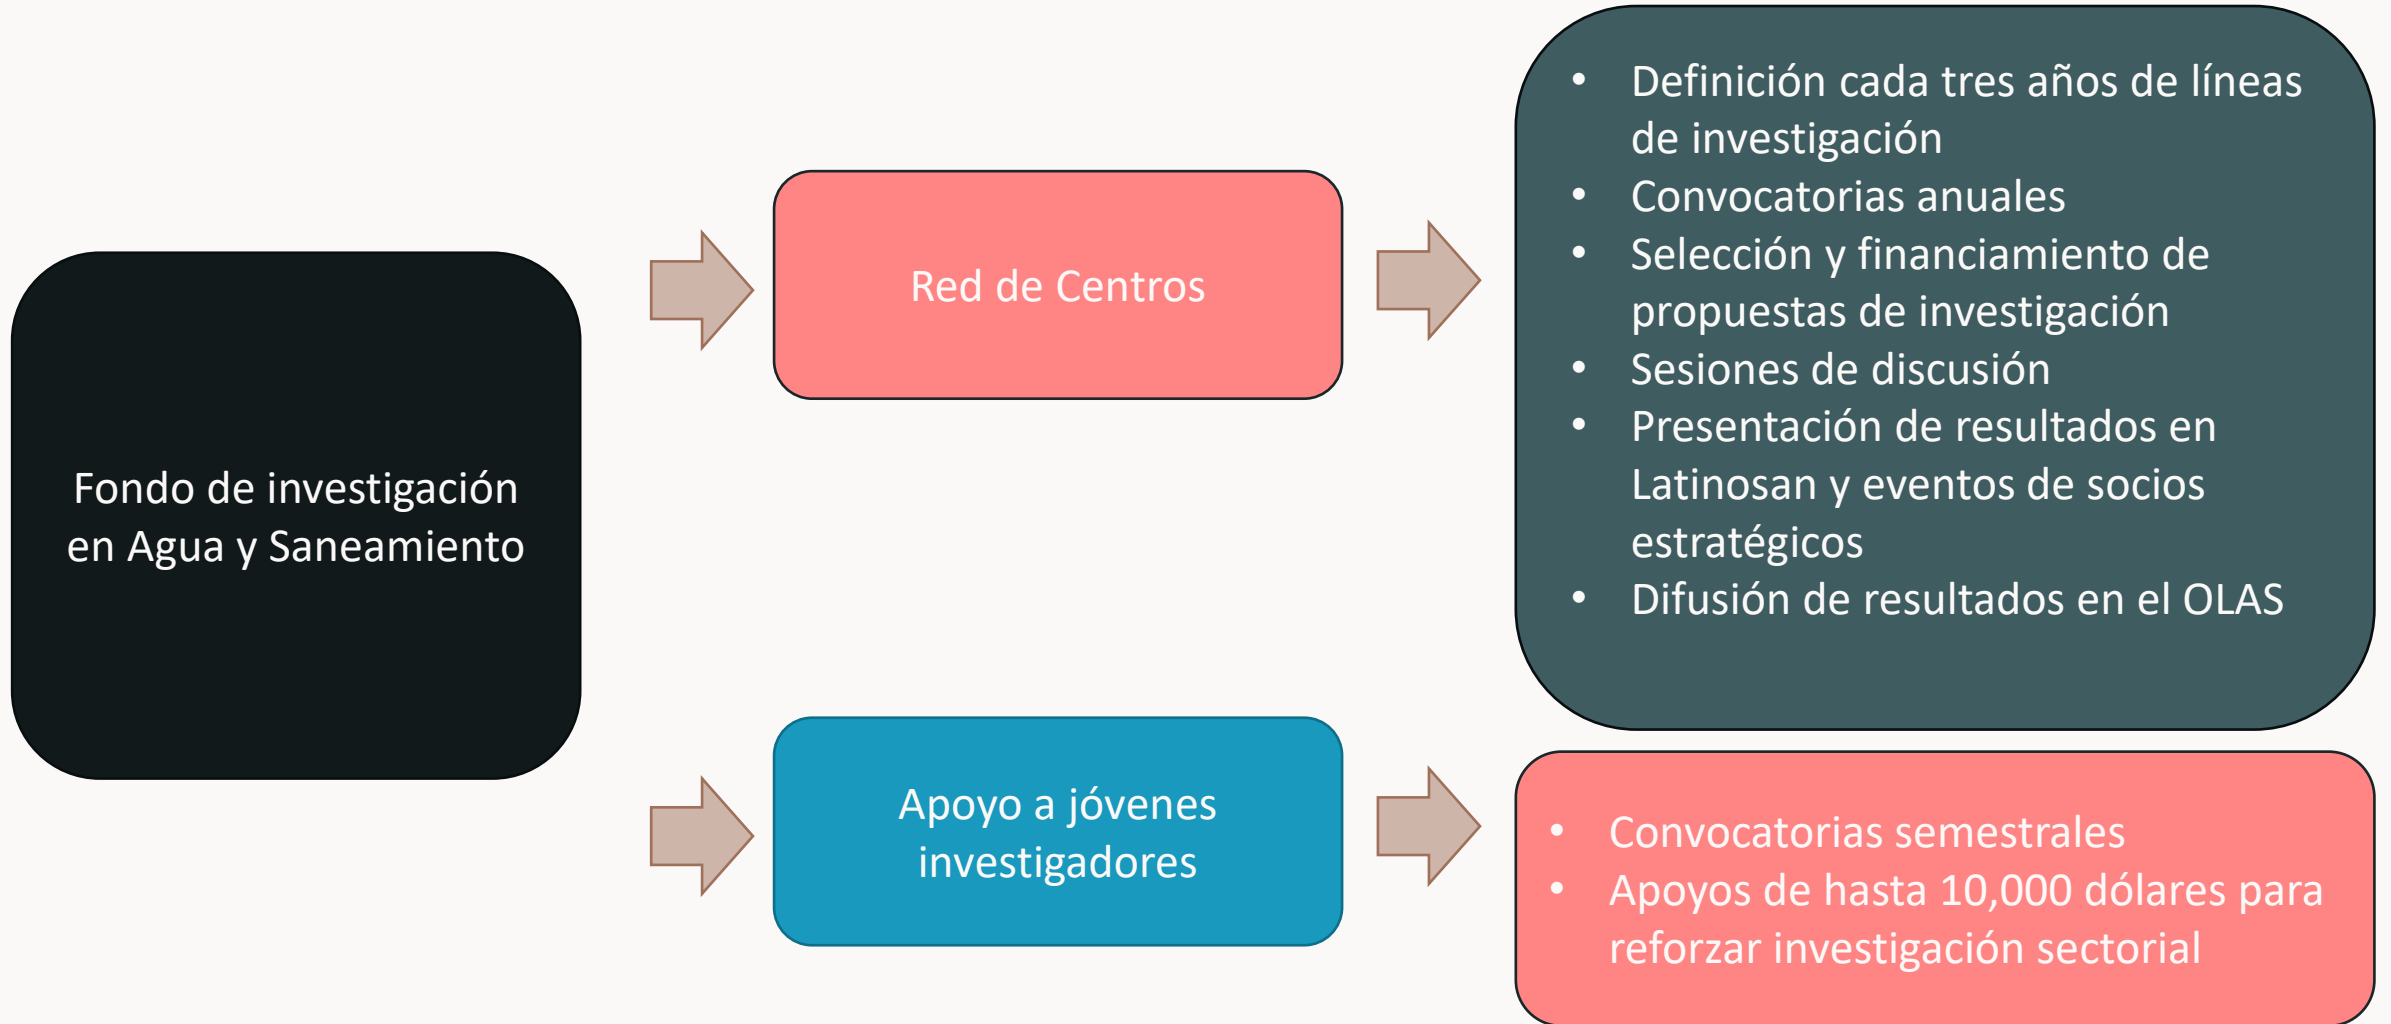 Fondo de investigación
en Agua y Saneamiento
Red de Centros
• Definición cada tres años de líneas
de investigación
• Convocatorias anuales
• Selección y financiamiento de
propuestas de investigación
• Sesiones de discusión
• Presentación de resultados en
Latinosan y eventos de socios
estratégicos
• Difusión de resultados en el OLAS
Apoyo a jóvenes
investigadores
• Convocatorias semestrales
• Apoyos de hasta 10,000 dólares para
reforzar investigación sectorial